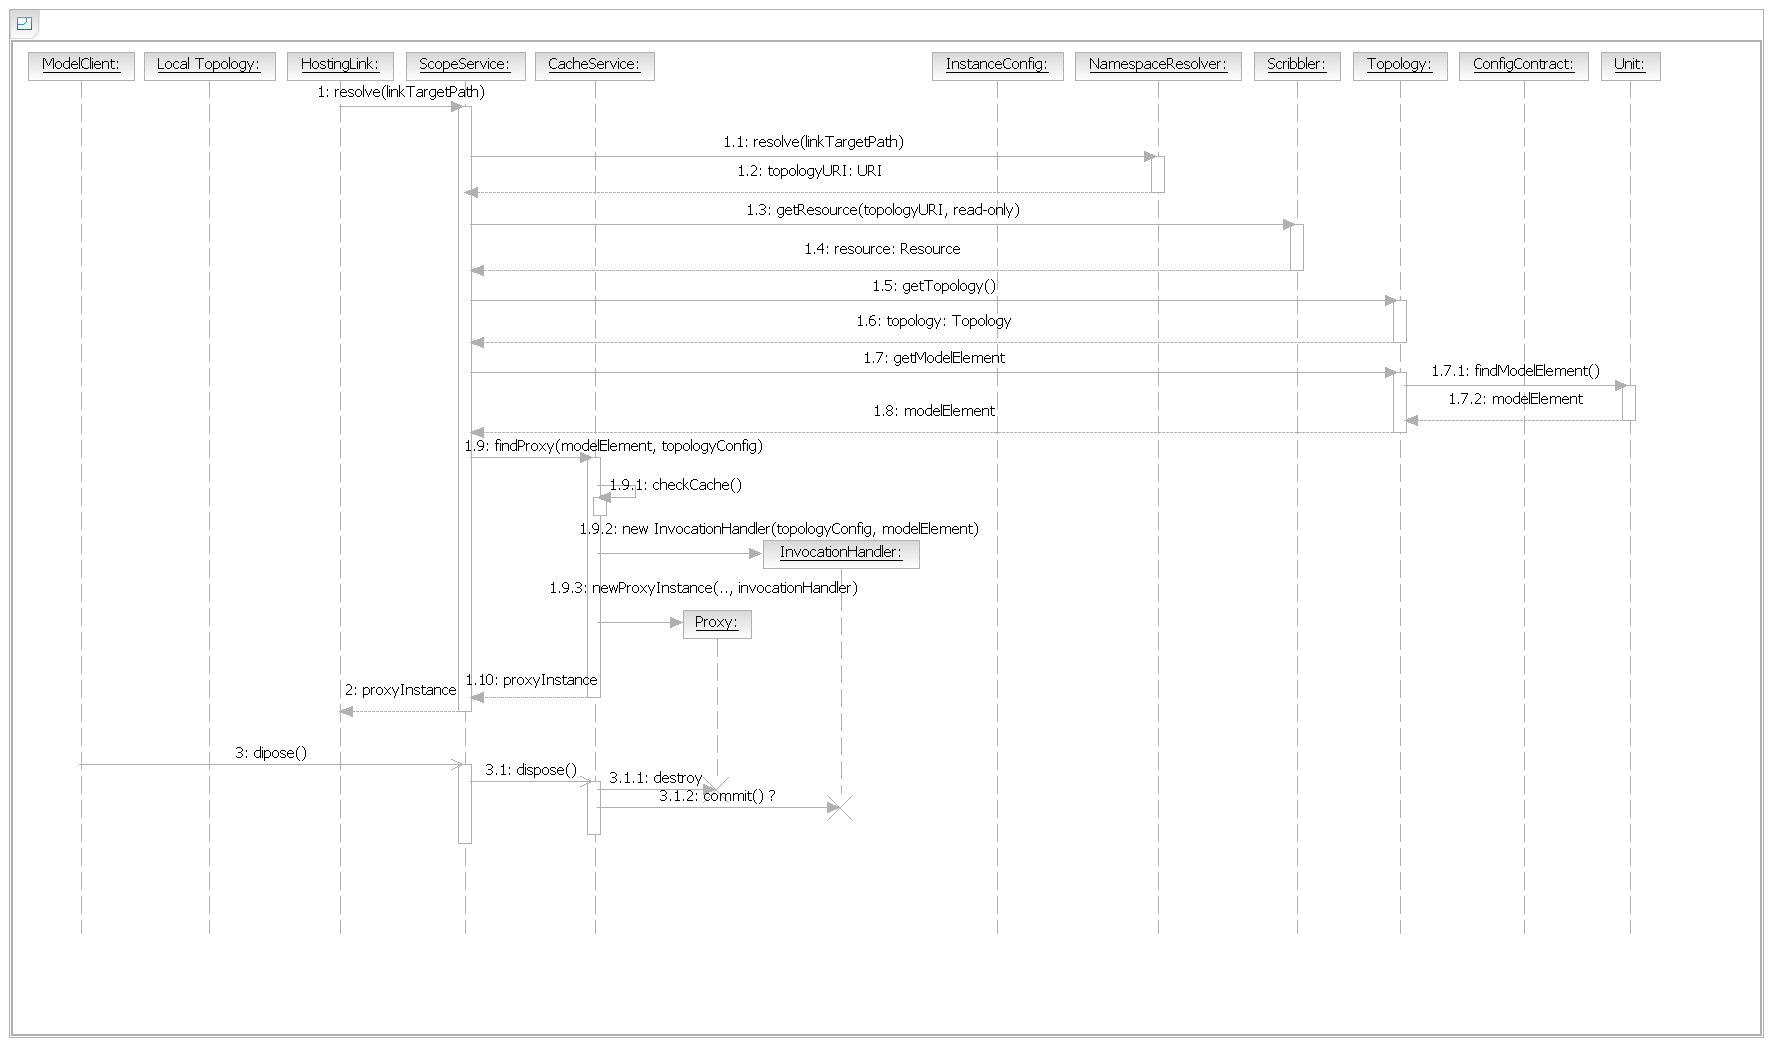 ModelClient:
Local Topology:
HostingLink:
ScopeService:
CacheService:
InstanceConfig:
NamespaceResolver:
Scribbler:
Topology:
ConfigContract:
Unit:
1: resolve(linkTargetPath)
1.1: resolve(linkTargetPath)
1.2: topologyURI: URI
1.3: getResource(topologyURI, read-only)
1.4: resource: Resource
1.5: getTopology()
1.6: topology: Topology
1.7: getModelElement
1.7.1: findModelElement()
1.7.2: modelElement
1.8: modelElement
1.9: findProxy(modelElement, topologyConfig)
1.9.1: checkCache()
1.9.2: new InvocationHandler(topologyConfig, modelElement)
InvocationHandler:
1.9.3: newProxyInstance(.., invocationHandler)
Proxy:
1.10: proxyInstance
2: proxyInstance
3: dipose()
3.1: dispose()
3.1.1: destroy
3.1.2: commit() ?